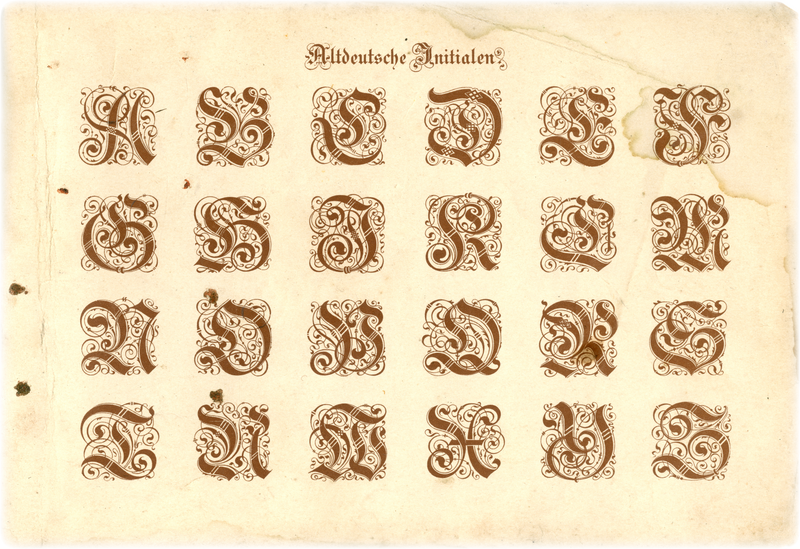 Altdeutsche Initialen.
A B C D E F
G H I K L M
N O P Q R S
T U W X Y Z